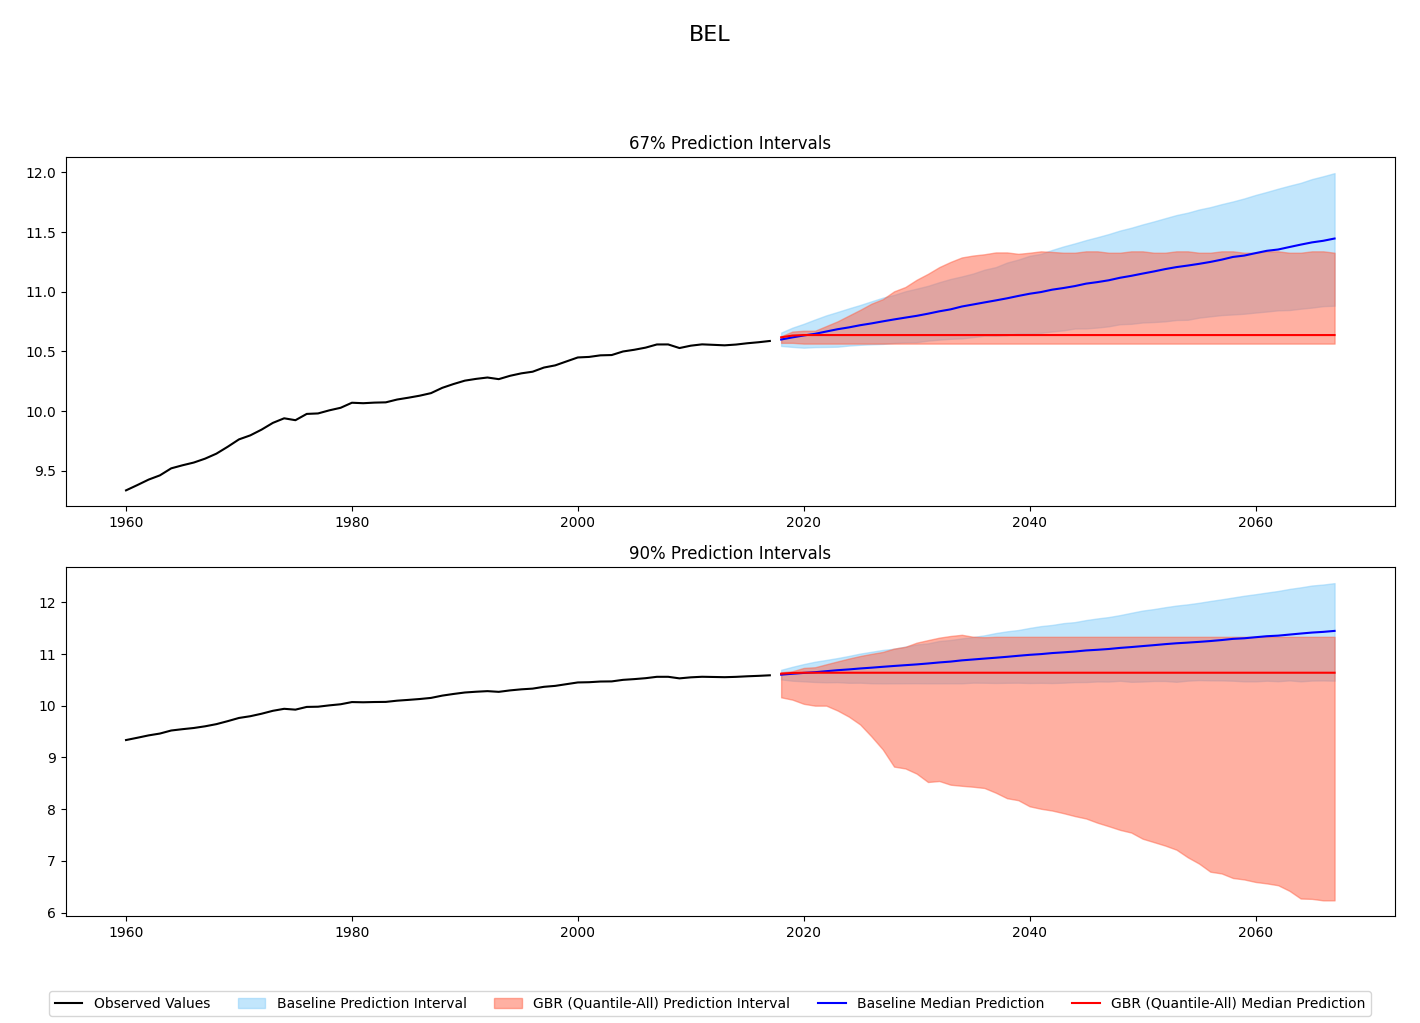 BEL
67% Prediction Intervals
12.0
11.5
11.0
10.5
10.0
9.5
1960 1980 2000 2020 2040 2060
90% Prediction Intervals
12
11
10
9
8
7
6
1960 1980 2000 2020 2040 2060
Observed Values Baseline Prediction Interval GBR (Quantile-All) Prediction Interval Baseline Median Prediction GBR (Quantile-All) Median Prediction